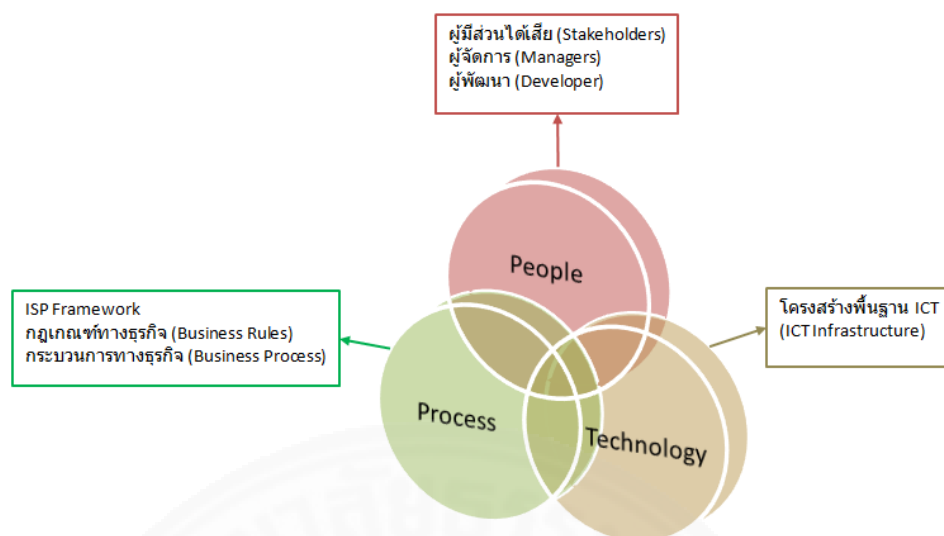 ผู้มีส่วนได้เสีย (Stakeholders)
ผู้จัดการ (Managers)
ผู้พัฒนา (Developer)
People
ISP Framework
กฎเกณฑ์ทางธุรกิจ (Business Rules)
กระบวนการทางธุรกิจ (Business Process)
โครงสร้างพื้นฐาน ICT
(ICT Infrastructure)
Process
Technology